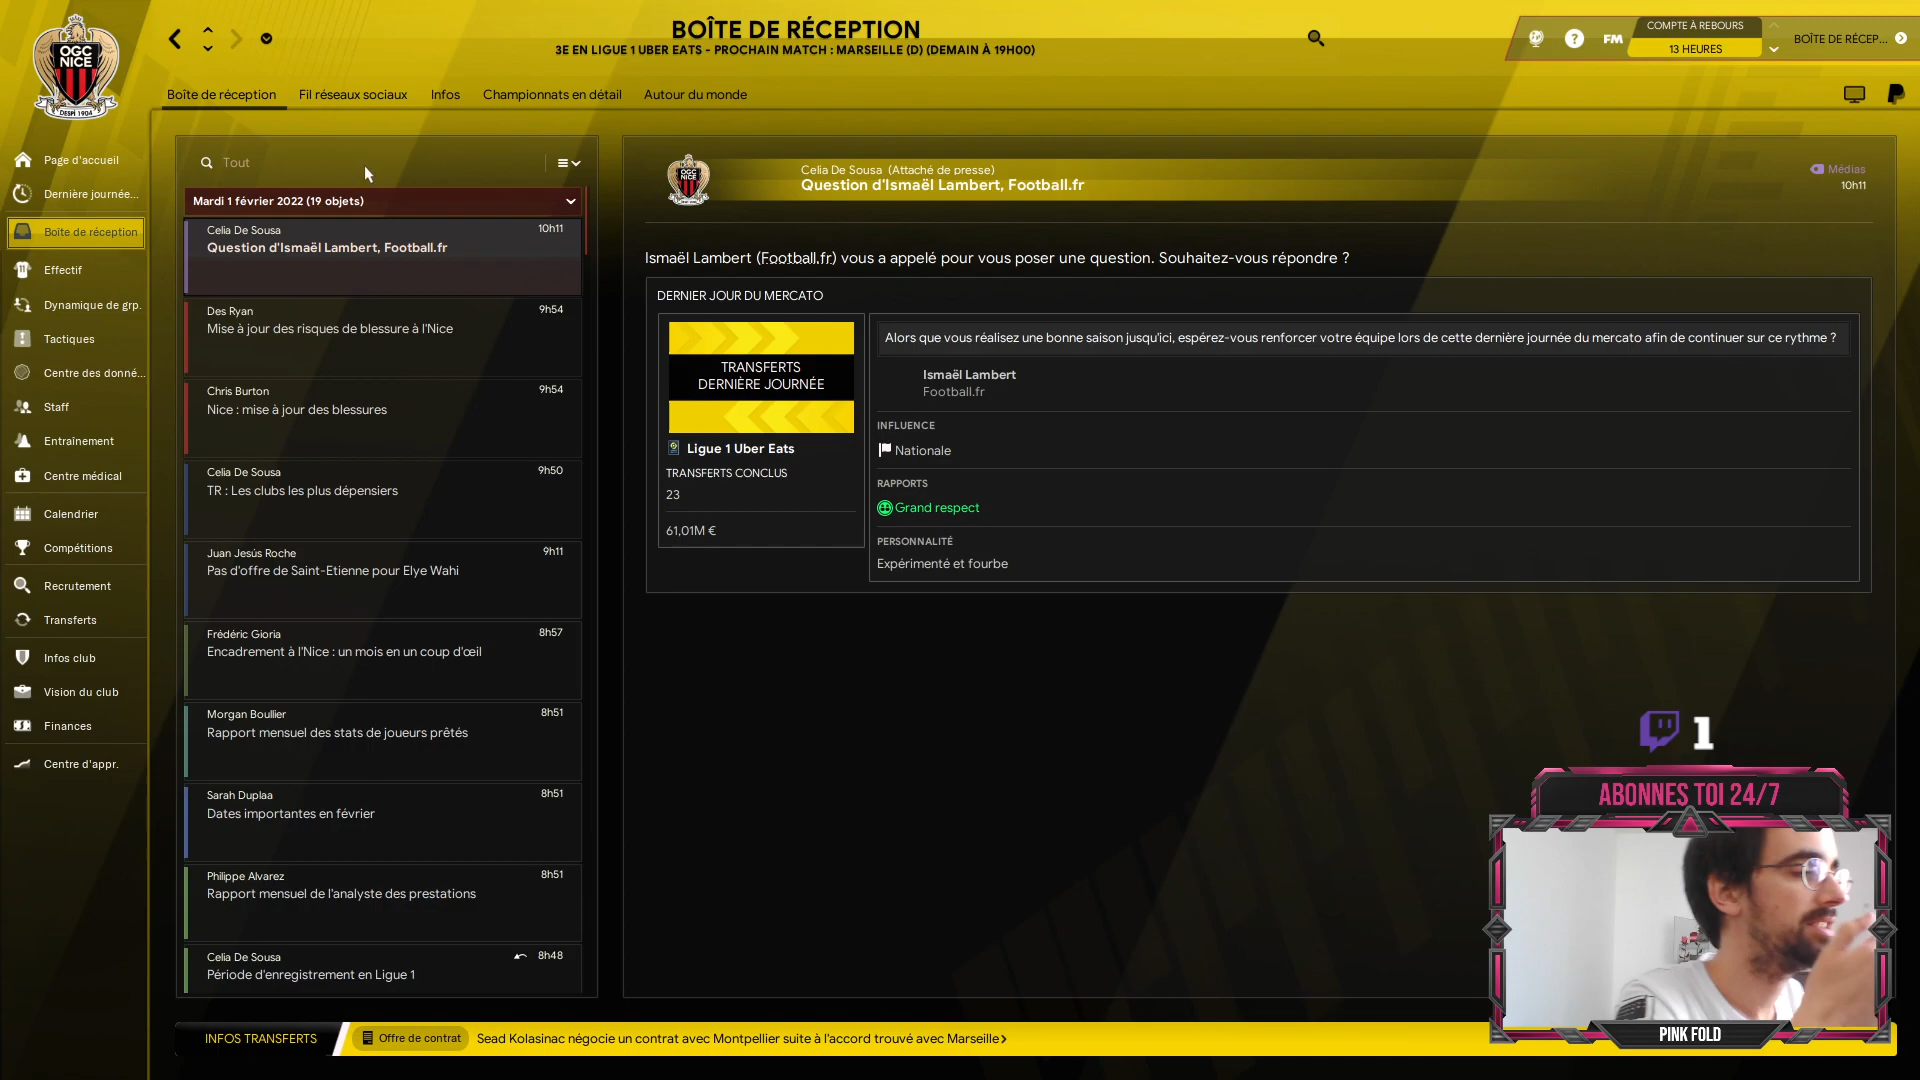 OGC
NICE
DESPI 1904
BOÎTE DE RÉCEPTION
3E EN LIGUE 1 UBER EATS - PROCHAIN MATCH : MARSEILLE (D) (DEMAIN À 19H00)
?
FM
COMPTE À REBOURS
13 HEURES
BOÎTE DE RÉCEP...
Boîte de réception
Fil réseaux sociaux
Infos
Championnats en détail
Autour du monde
Page d'accueil
Dernière journée...
Boîte de réception
Effectif
Dynamique de grp.
Tactiques
Centre des donné...
Staff
Entraînement
Centre médical
Calendrier
Compétitions
Recrutement
Transferts
Infos club
Vision du club
Finances
Centre d'appr.
Tout
Mardi 1 février 2022 (19 objets)
Celia De Sousa 10h11
Question d'Ismaël Lambert, Football.fr
Des Ryan 9h54
Mise à jour des risques de blessure à l'Nice
Chris Burton 9h54
Nice : mise à jour des blessures
Celia De Sousa 9h50
TR : Les clubs les plus dépensiers
Juan Jesús Roche 9h11
Pas d'offre de Saint-Etienne pour Elye Wahi
Frédéric Gioria 8h57
Encadrement à l'Nice : un mois en un coup d'œil
Morgan Boullier 8h51
Rapport mensuel des stats de joueurs prêtés
Sarah Duplaa 8h51
Dates importantes en février
Philippe Alvarez 8h51
Rapport mensuel de l'analyste des prestations
Celia De Sousa 8h48
Période d'enregistrement en Ligue 1
OGC
NICE
Celia De Sousa (Attaché de presse)
Question d'Ismaël Lambert, Football.fr
Médias
10h11
Ismaël Lambert (Football.fr) vous a appelé pour vous poser une question. Souhaitez-vous répondre ?
DERNIER JOUR DU MERCATO
TRANSFERTS
DERNIÈRE JOURNÉE
Ligue 1 Uber Eats
TRANSFERTS CONCLUS
23
61,01M €
Alors que vous réalisez une bonne saison jusqu'ici, espérez-vous renforcer votre équipe lors de cette dernière journée du mercato afin de continuer sur ce rythme ?
Ismaël Lambert
Football.fr
INFLUENCE
Nationale
RAPPORTS
Grand respect
PERSONNALITÉ
Expérimenté et fourbe
1
ABONNES TOI 24/7
PINK FOLD
INFOS TRANSFERTS
Offre de contrat
Sead Kolasinac négocie un contrat avec Montpellier suite à l'accord trouvé avec Marseille>